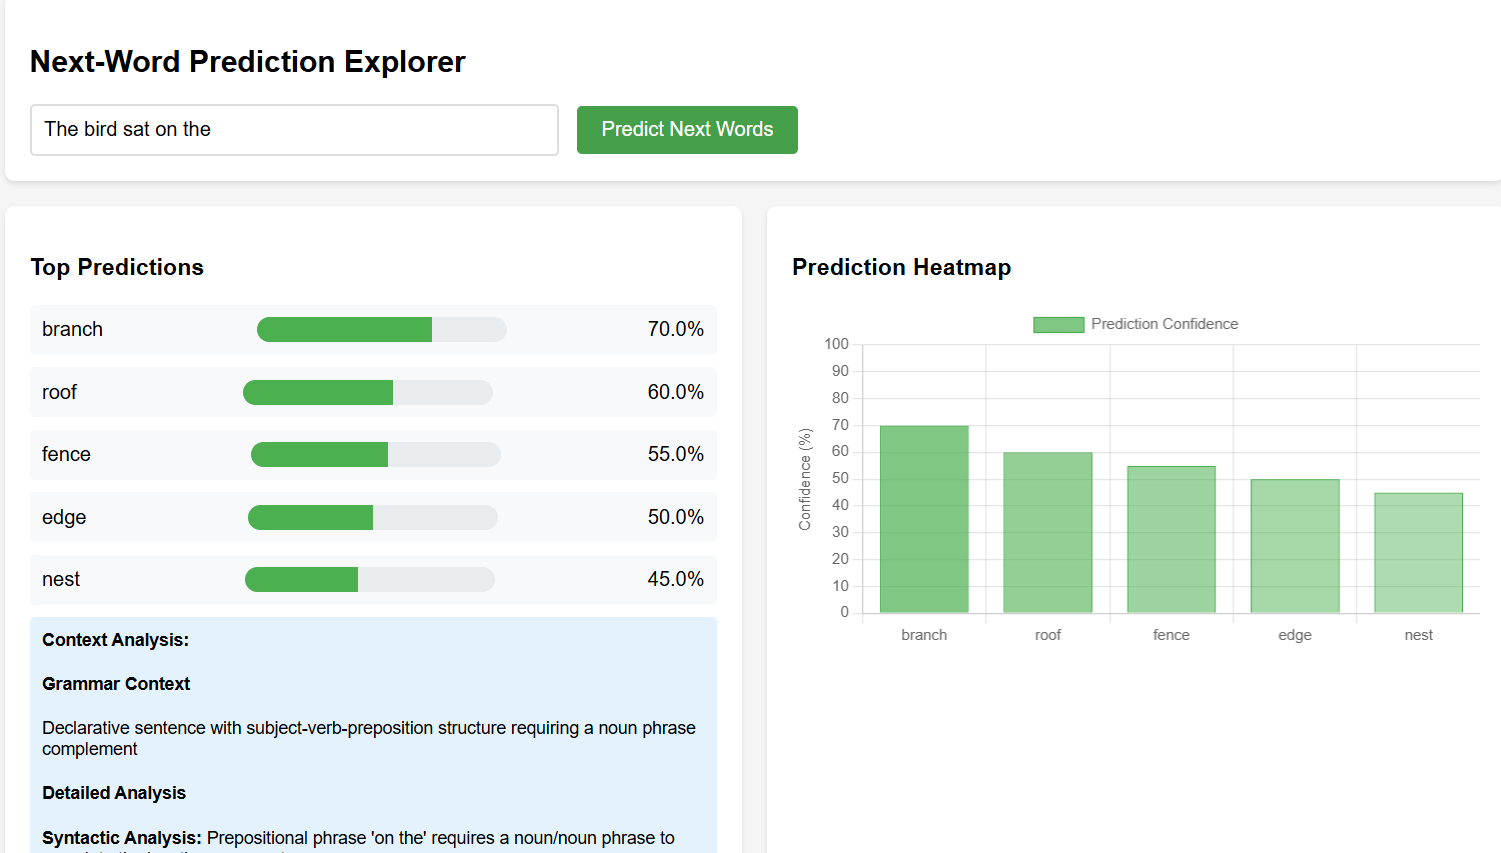 Next-Word Prediction Explorer
The bird sat on the
Predict Next Words
Top Predictions
branch 70.0%
roof 60.0%
fence 55.0%
edge 50.0%
nest 45.0%
Context Analysis:
Grammar Context
Declarative sentence with subject-verb-preposition structure requiring a noun phrase
complement
Detailed Analysis
Syntactic Analysis: Prepositional phrase 'on the' requires a noun/noun phrase to
Prediction Heatmap
Prediction Confidence
Confidence (%)
100
90
80
70
60
50
40
30
20
10
0
branch roof fence edge nest